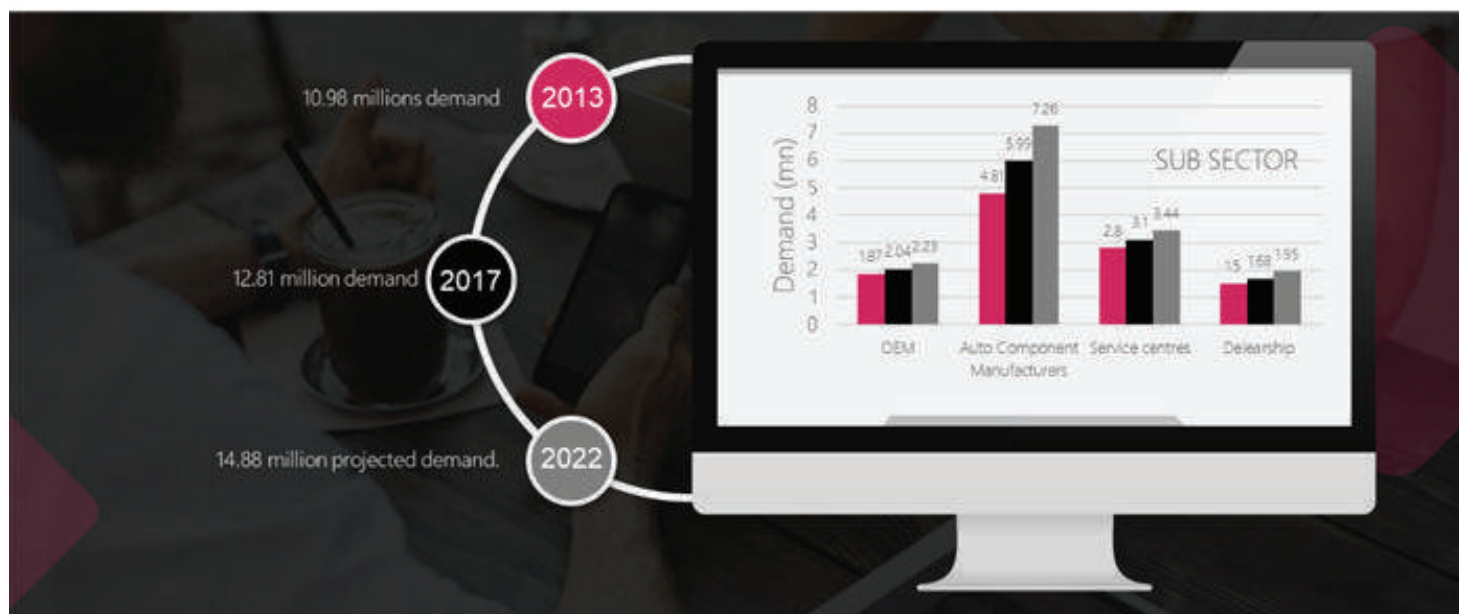 10.98 millions demand
2013
12.81 million demand
2017
14.88 million projected demand.
2022
SUB SECTOR
Demand (mn)
8
7
6
5
4
3
2
1
0
1.87 2.04 2.23
4.81 5.99 7.26
2.8 3.1 3.44
1.5 1.68 1.95
OEM
Auto Component
Manufacturers
Service centres
Delearship